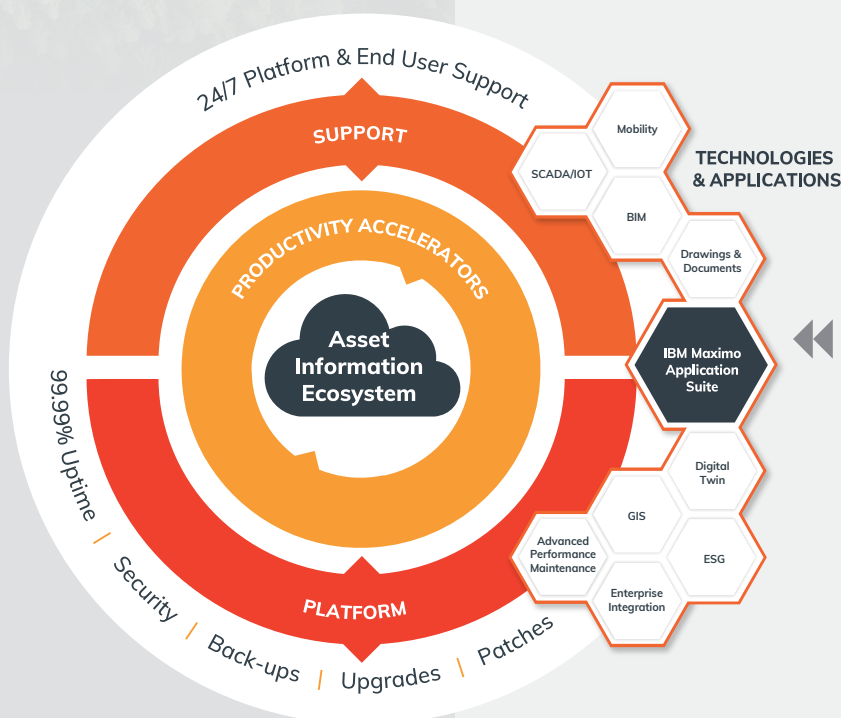 24/7 Platform & End User Support
SUPPORT
PRODUCTIVITY ACCELERATORS
Asset
Information
Ecosystem
PLATFORM
99.99% Uptime | Security | Back-ups | Upgrades | Patches
TECHNOLOGIES
& APPLICATIONS
Mobility
SCADA/IOT
BIM
Drawings &
Documents
IBM Maximo
Application
Suite
Digital
Twin
GIS
ESG
Advanced
Performance
Maintenance
Enterprise
Integration